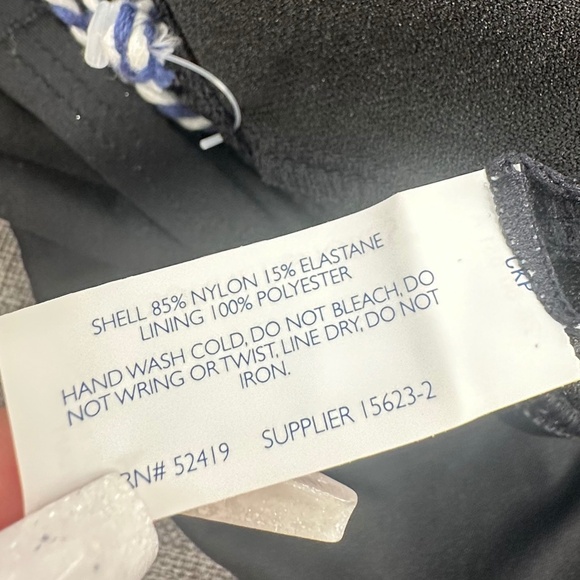 SHELL 85% NYLON 15% ELASTANE
LINING 100% POLYESTER
HAND WASH COLD, DO NOT BLEACH, DO
NOT WRING OR TWIST, LINE DRY, DO NOT
IRON.
RN# 52419 SUPPLIER 15623-2